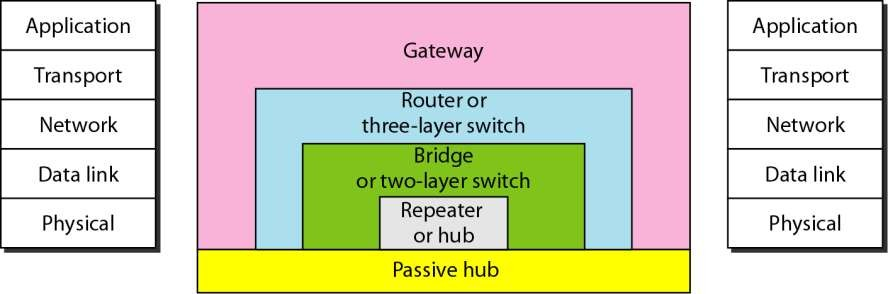 Application
Transport
Network
Data link
Physical
Gateway
Router or
three-layer switch
Bridge
or two-layer switch
Repeater
or hub
Passive hub
Application
Transport
Network
Data link
Physical